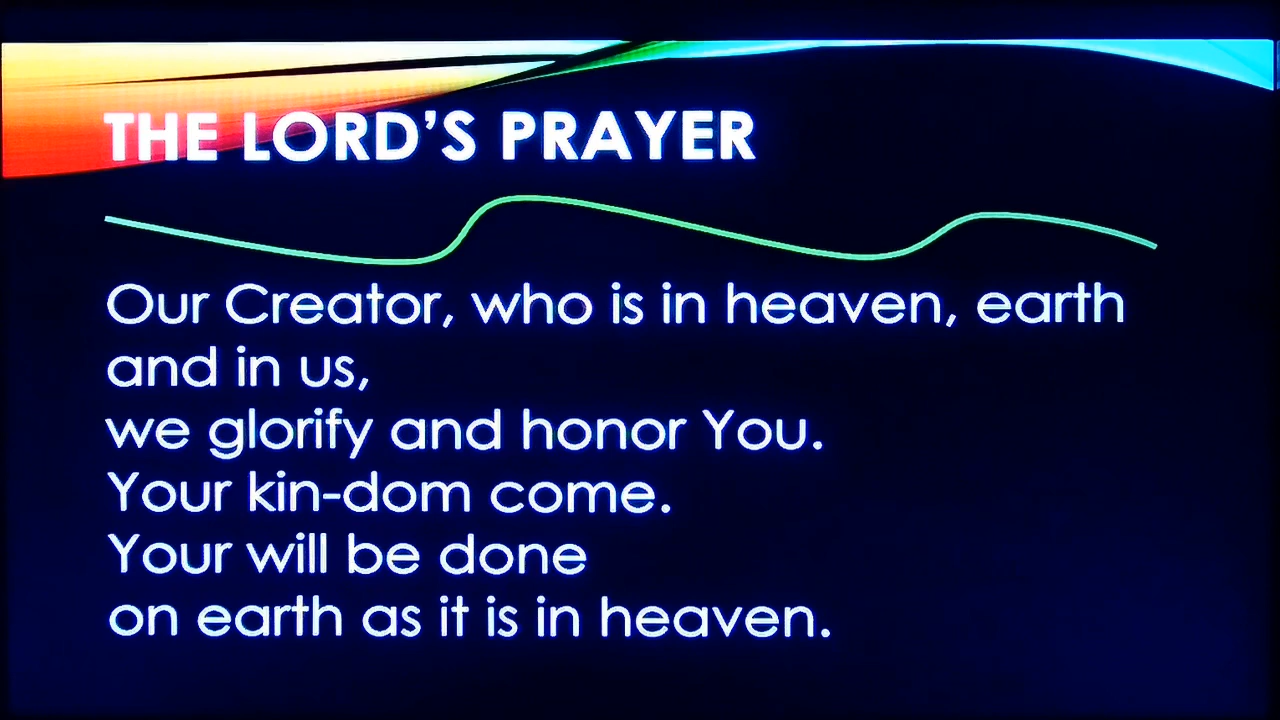 THE LORD’S PRAYER
Our Creator, who is in heaven, earth
and in us,
we glorify and honor You.
Your kin-dom come.
Your will be done
on earth as it is in heaven.